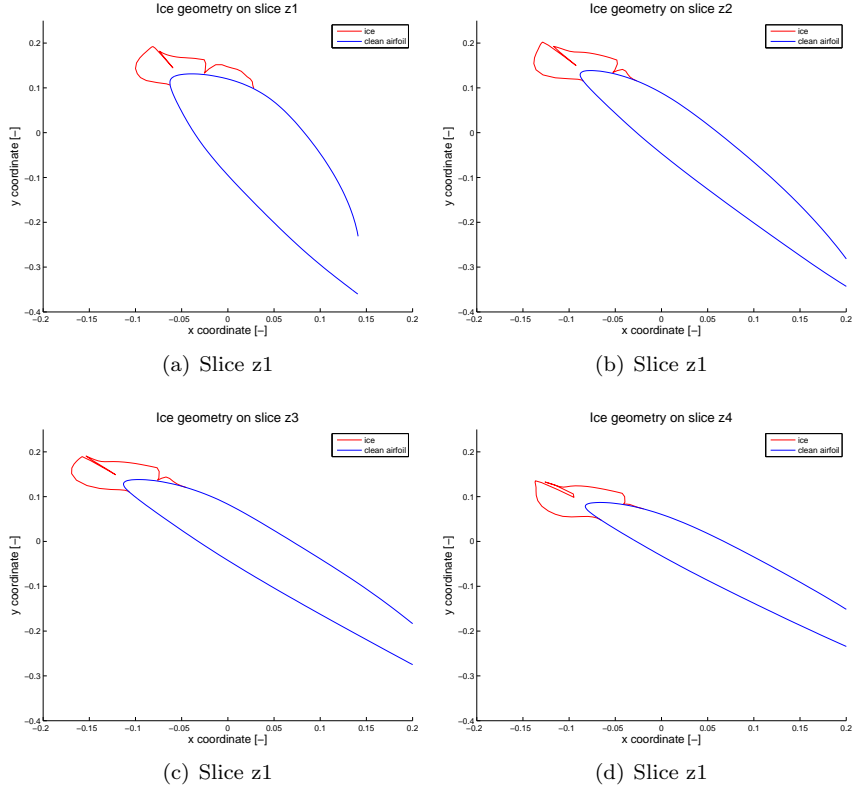 Ice geometry on slice z1
ice
clean airfoil
0.2
0.1
0
−0.1
−0.2
−0.3
−0.4
y coordinate [−]
−0.2 −0.15 −0.1 −0.05 0 0.05 0.1 0.15 0.2
x coordinate [−]
(a) Slice z1
Ice geometry on slice z2
ice
clean airfoil
0.2
0.1
0
−0.1
−0.2
−0.3
−0.4
y coordinate [−]
−0.2 −0.15 −0.1 −0.05 0 0.05 0.1 0.15 0.2
x coordinate [−]
(b) Slice z1
Ice geometry on slice z3
ice
clean airfoil
0.2
0.1
0
−0.1
−0.2
−0.3
−0.4
y coordinate [−]
−0.2 −0.15 −0.1 −0.05 0 0.05 0.1 0.15 0.2
x coordinate [−]
(c) Slice z1
Ice geometry on slice z4
ice
clean airfoil
0.2
0.1
0
−0.1
−0.2
−0.3
−0.4
y coordinate [−]
−0.2 −0.15 −0.1 −0.05 0 0.05 0.1 0.15 0.2
x coordinate [−]
(d) Slice z1